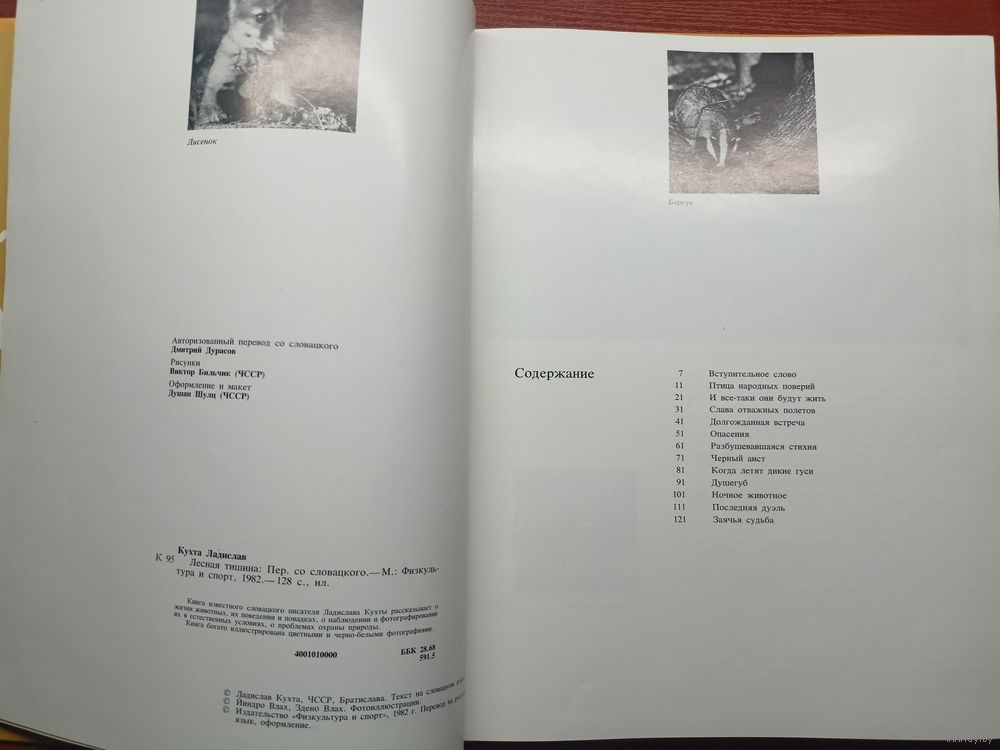 Лисенок
Авторизованный перевод со словацкого
Дмитрий Дурасов
Рисунки
Виктор Бильчик (ЧССР)
Оформление и макет
Душан Шулц (ЧССР)
Кухта Ладислав
К 95 Лесная тишина: Пер. со словацкого.—М.: Физкуль-
тура и спорт, 1982.—128 с., ил.
Книга известного словацкого писателя Ладислава Кухты рассказывает о
жизни животных, их поведении и повадках, о наблюдении и фотографировании
их в естественных условиях, о проблемах охраны природы.
Книга богато иллюстрирована цветными и черно-белыми фотографиями.
4001010000
ББК 28.68
591.5
© Ладислав Кухта, ЧССР, Братислава. Текст на словацком
© Йиндро Влах, Здено Влах. Фотоиллюстрации.
© Издательство «Физкультура и спорт», 1982 г. Перевод на
язык, оформление.
Барсук
Содержание
7 Вступительное слово
11 Птица народных поверий
21 И все-таки они будут жить
31 Слава отважных полетов
41 Долгожданная встреча
51 Опасения
61 Разбушевавшаяся стихия
71 Черный аист
81 Когда летят дикие гуси
91 Душегуб
101 Ночное животное
111 Последняя дуэль
121 Заячья судьба